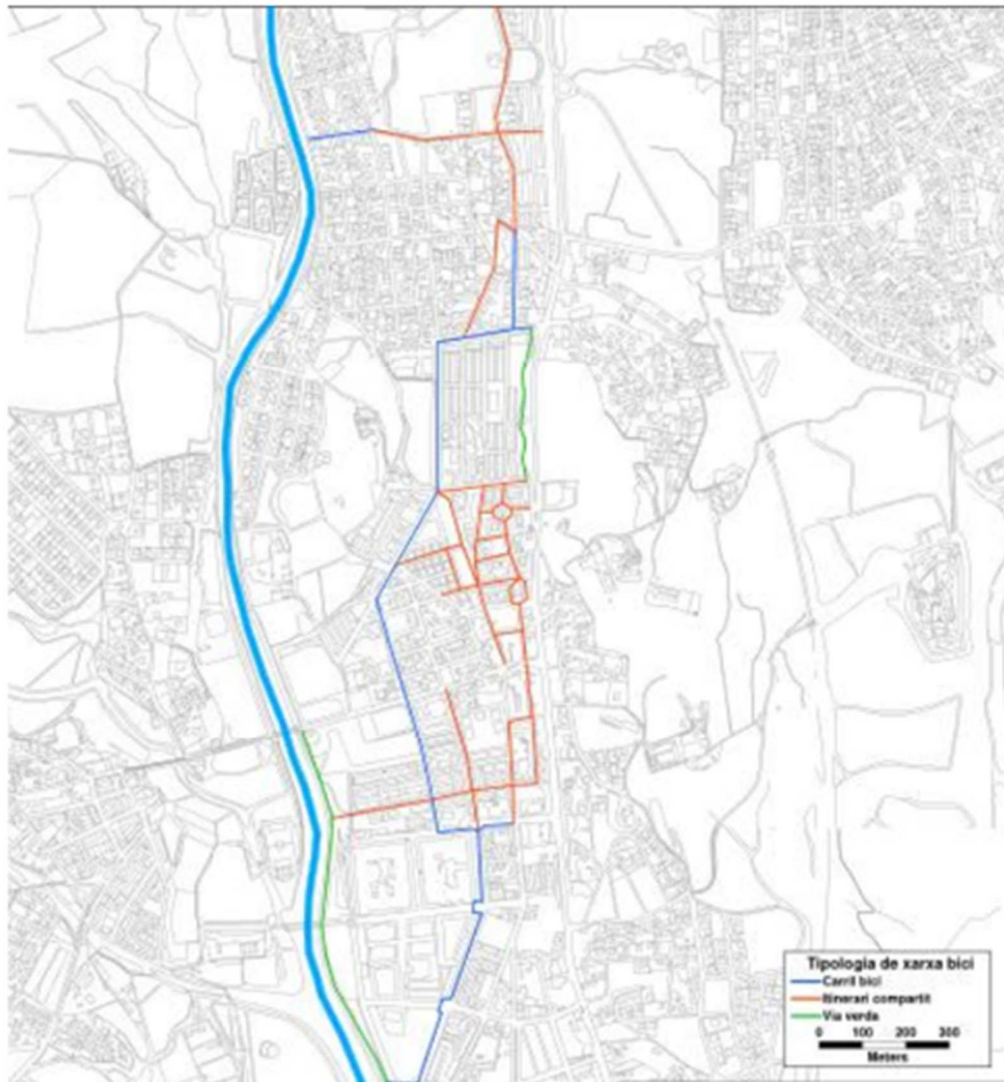 Tipologia de xarxa bici
Carril bici
Itinerari compartit
Via verda
0 100 200 300
Meters